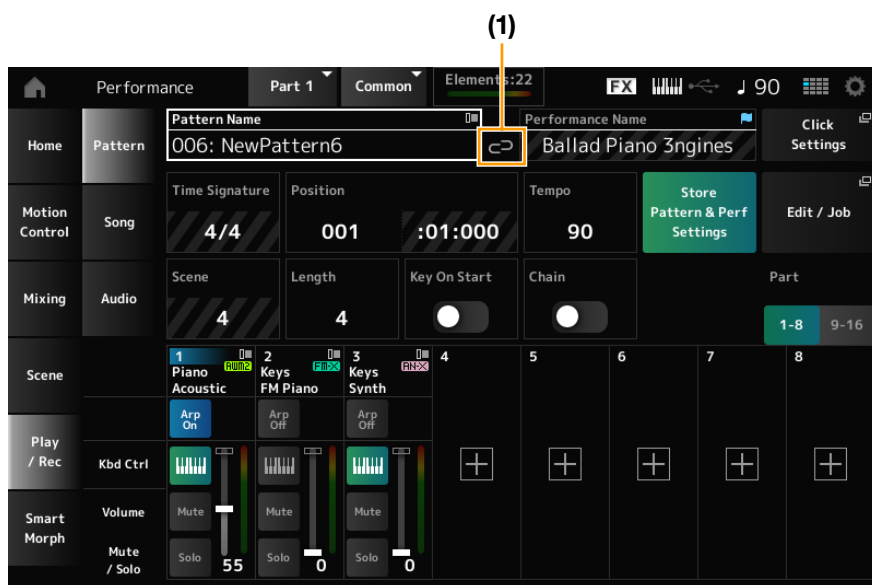 (1)
Performance
Part 1
Common
Elements:22
FX
90
Home
Pattern
Pattern Name
006: NewPattern6
Performance Name
Ballad Piano 3ngines
Click
Settings
Motion
Control
Song
Time Signature
4/4
Position
001
:01:000
Tempo
90
Store
Pattern & Perf
Settings
Edit / Job
Mixing
Audio
Scene
4
Length
4
Key On Start
Chain
Part
1-8
9-16
Scene
1
Piano
Acoustic
AWM2
2
Keys
FM Piano
FM-X
3
Keys
Synth
AN-X
4
5
6
7
8
Arp
On
Arp
Off
Arp
Off
Play
/ Rec
Kbd Ctrl
Smart
Morph
Volume
Mute
Mute
Mute
Mute
/ Solo
Solo
55
Solo
0
Solo
0